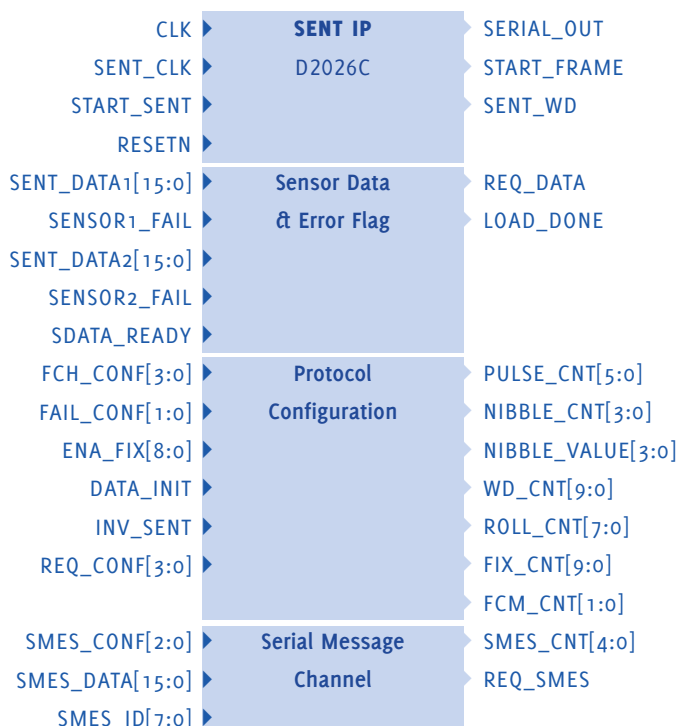 CLK SENT IP SERIAL_OUT
SENT_CLK D2026C START_FRAME
START_SENT SENT_WD
RESETN
SENT_DATA1[15:0] Sensor Data REQ_DATA
SENSOR1_FAIL & Error Flag LOAD_DONE
SENT_DATA2[15:0]
SENSOR2_FAIL
SDATA_READY
FCH_CONF[3:0] Protocol PULSE_CNT[5:0]
FAIL_CONF[1:0] Configuration NIBBLE_CNT[3:0]
ENA_FIX[8:0] NIBBLE_VALUE[3:0]
DATA_INIT WD_CNT[9:0]
INV_SENT ROLL_CNT[7:0]
REQ_CONF[3:0] FIX_CNT[9:0]
FCM_CNT[1:0]
SMES_CONF[2:0] Serial Message SMES_CNT[4:0]
SMES_DATA[15:0] Channel REQ_SMES
SMES_ID[7:0]